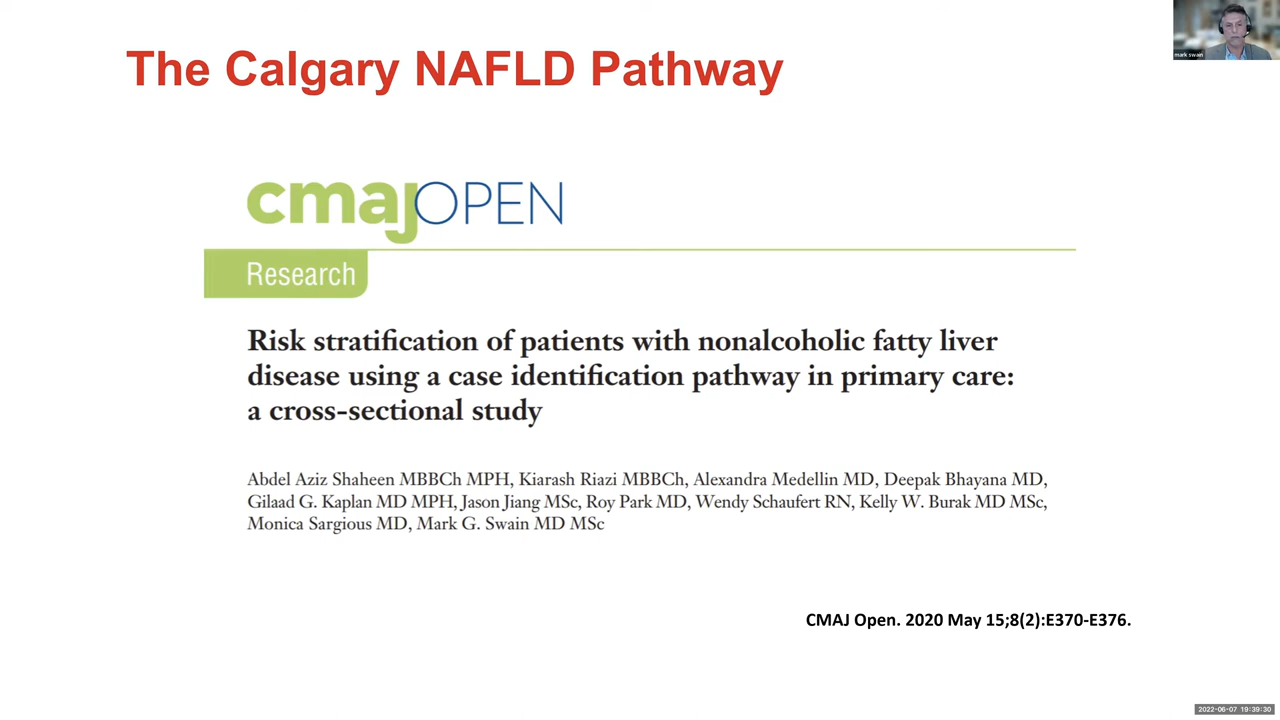 The Calgary NAFLD Pathway
mark swain
cmajOPEN
Research
Risk stratification of patients with nonalcoholic fatty liver
disease using a case identification pathway in primary care:
a cross-sectional study
Abdel Aziz Shaheen MBBCh MPH, Kiarash Riazi MBBCh, Alexandra Medellin MD, Deepak Bhayana MD,
Gilaad G. Kaplan MD MPH, Jason Jiang MSc, Roy Park MD, Wendy Schaufert RN, Kelly W. Burak MD MSc,
Monica Sargious MD, Mark G. Swain MD MSc
CMAJ Open. 2020 May 15;8(2):E370-E376.
2022-06-07 19:39:30